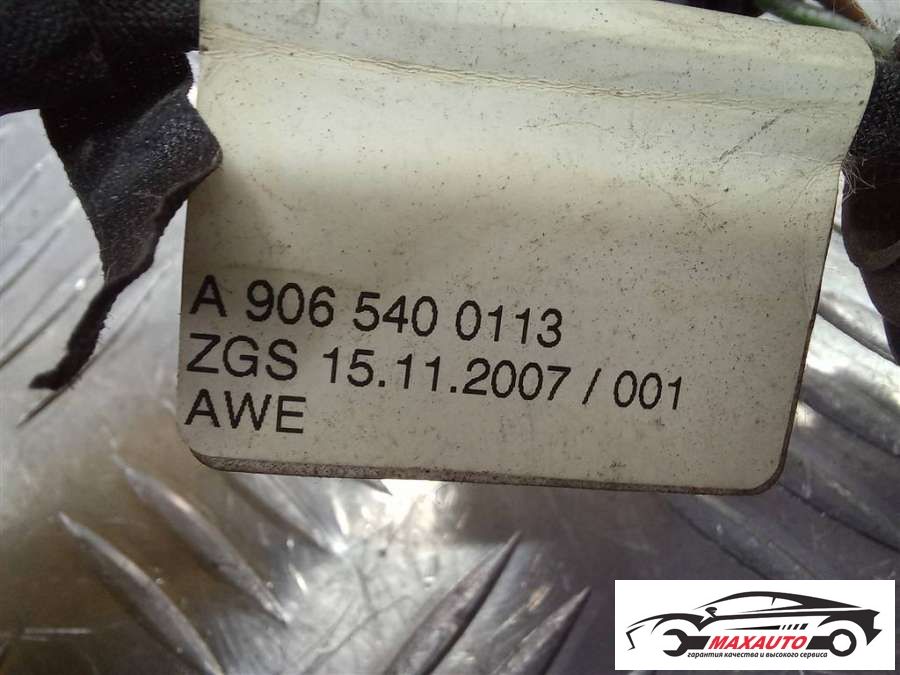 A 906 540 0113
ZGS 15.11.2007 / 001
AWE
MAXAUTO
гарантия качества и высокого сервиса